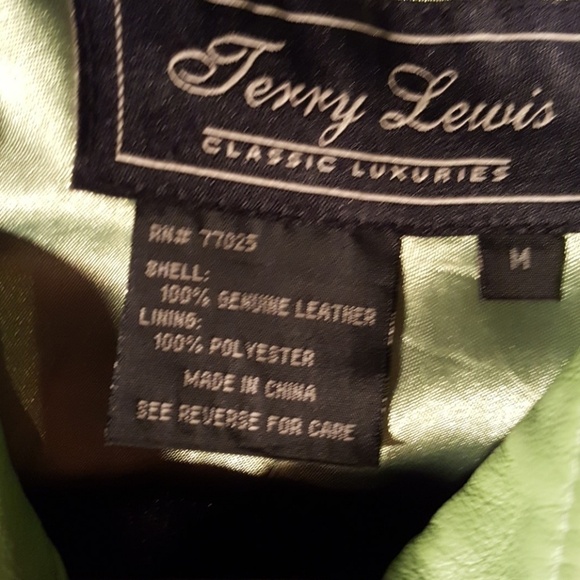 Terry Lewis
CLASSIC LUXURIES
M
RN# 77025
SHELL:
100% GENUINE LEATHER
LINING:
100% POLYESTER
MADE IN CHINA
SEE REVERSE FOR CARE